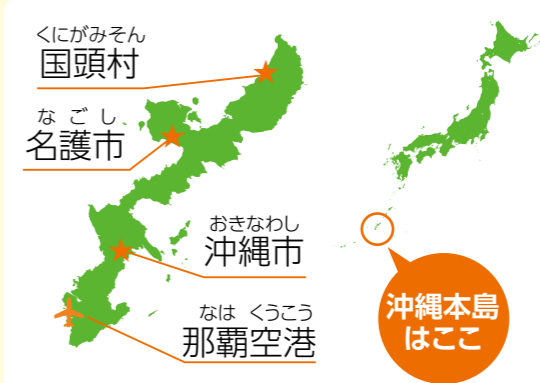 くにがみそん
国頭村
なごし
名護市
おきなわし
沖縄市
なは くうこう
那覇空港
沖縄本島
はここ